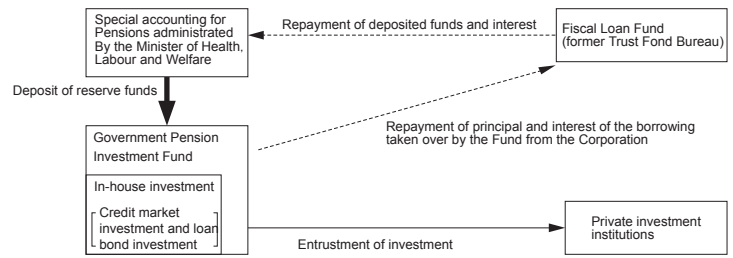 Special accounting for
Pensions administrated
By the Minister of Health,
Labour and Welfare
Repayment of deposited funds and interest
Fiscal Loan Fund
(former Trust Fond Bureau)
Deposit of reserve funds
Government Pension
Investment Fund
Repayment of principal and interest of the borrowing
taken over by the Fund from the Corporation
In-house investment
Credit market
investment and loan
bond investment
Entrustment of investment
Private investment
institutions